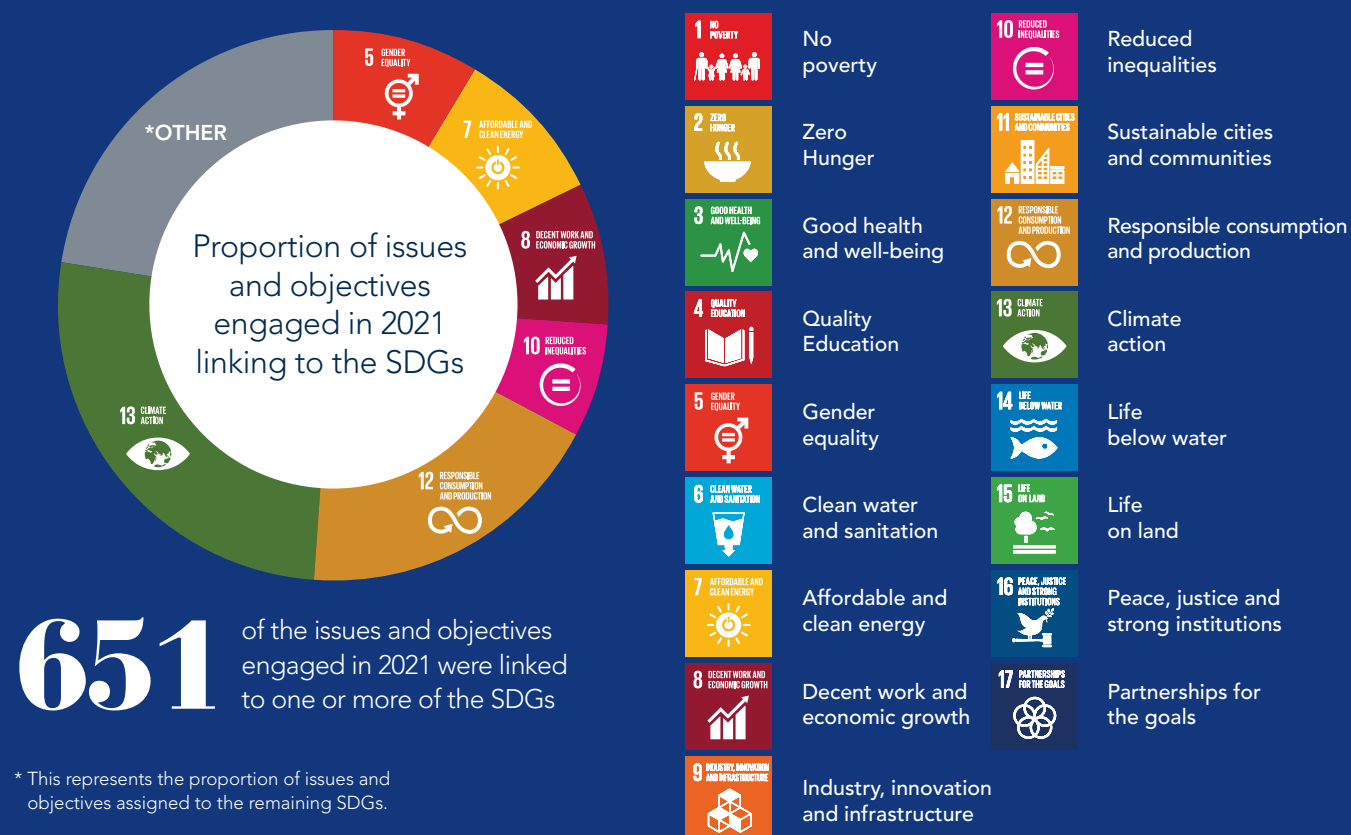 5 GENDER
EQUALITY
7 AFFORDABLE AND
CLEAN ENERGY
8 DECENT WORK AND
ECONOMIC GROWTH
10 REDUCED
INEQUALITIES
12 RESPONSIBLE
CONSUMPTION
AND PRODUCTION
13 CLIMATE
ACTION
*OTHER
Proportion of issues
and objectives
engaged in 2021
linking to the SDGs
651
of the issues and objectives
engaged in 2021 were linked
to one or more of the SDGs
* This represents the proportion of issues and
objectives assigned to the remaining SDGs.
1 NO
POVERTY
No
poverty
2 ZERO
HUNGER
Zero
Hunger
3 GOOD HEALTH
AND WELL-BEING
Good health
and well-being
4 QUALITY
EDUCATION
Quality
Education
5 GENDER
EQUALITY
Gender
equality
6 CLEAN WATER
AND SANITATION
Clean water
and sanitation
7 AFFORDABLE AND
CLEAN ENERGY
Affordable and
clean energy
8 DECENT WORK AND
ECONOMIC GROWTH
Decent work and
economic growth
9 INDUSTRY, INNOVATION
AND INFRASTRUCTURE
Industry, innovation
and infrastructure
10 REDUCED
INEQUALITIES
Reduced
inequalities
11 SUSTAINABLE CITIES
AND COMMUNITIES
Sustainable cities
and communities
12 RESPONSIBLE
CONSUMPTION
AND PRODUCTION
Responsible consumption
and production
13 CLIMATE
ACTION
Climate
action
14 LIFE
BELOW WATER
Life
below water
15 LIFE
ON LAND
Life
on land
16 PEACE, JUSTICE
AND STRONG
INSTITUTIONS
Peace, justice and
strong institutions
17 PARTNERSHIPS
FOR THE GOALS
Partnerships for
the goals